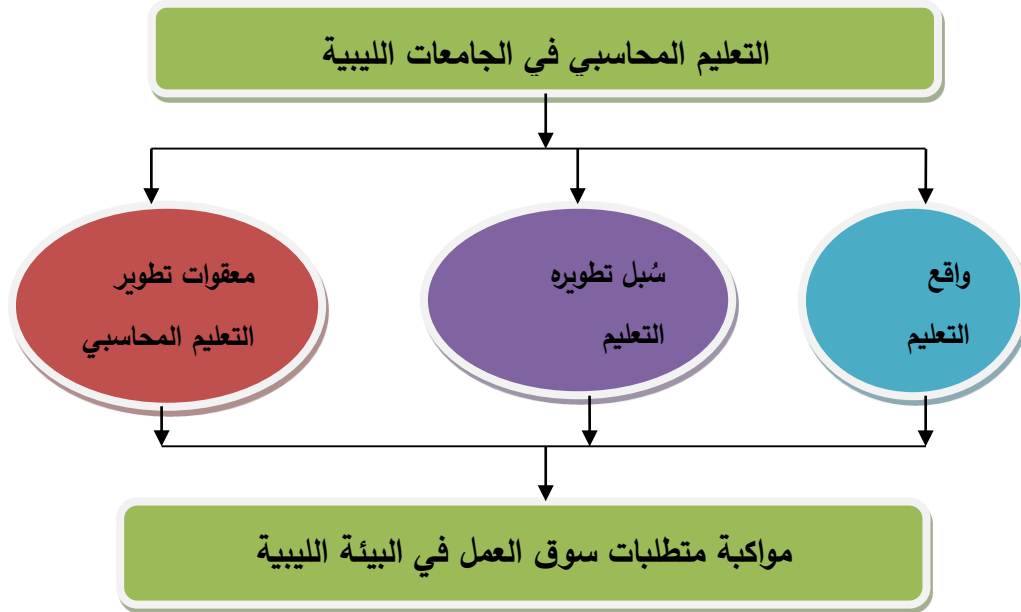 التعليم المحاسبي في الجامعات الليبية
واقع
التعليم
سُبل تطويره
التعليم
معقوات تطوير
التعليم المحاسبي
مواكبة متطلبات سوق العمل في البيئة الليبية